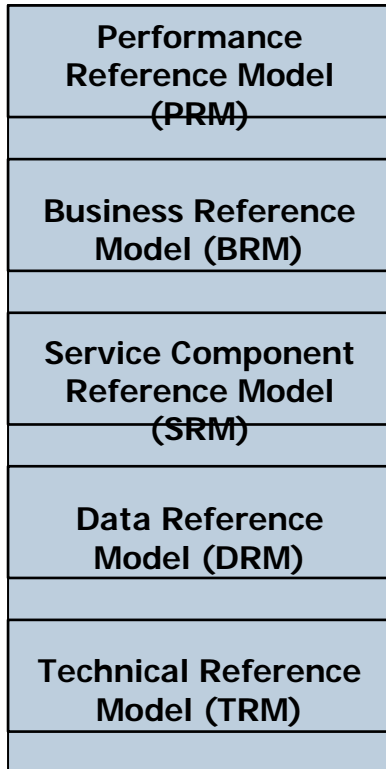 Performance
Reference Model
(PRM)
Business Reference
Model (BRM)
Service Component
Reference Model
(SRM)
Data Reference
Model (DRM)
Technical Reference
Model (TRM)